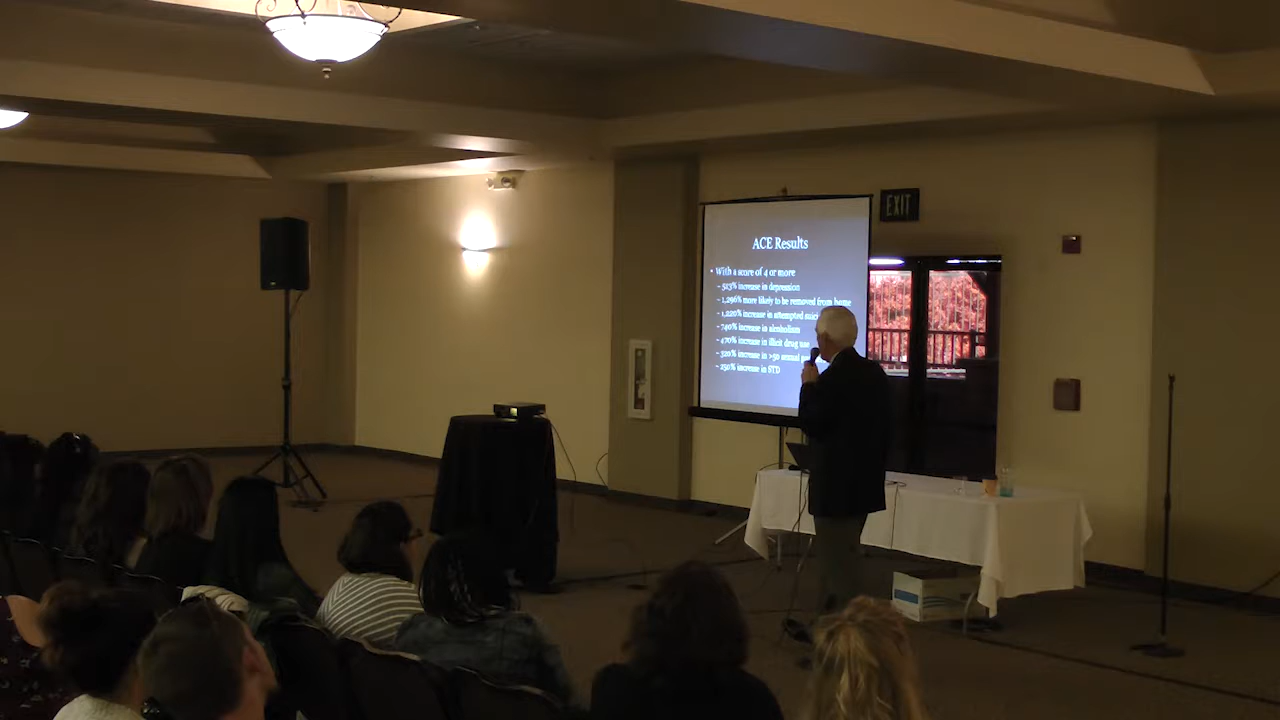 EXIT
ACE Results
• With a score of 4 or more
– 513% increase in depression
– 1,296% more likely to be removed from home
– 1,220% increase in attempted
– 740% increase in alcoholism
– 470% increase in illicit drug use
– 320% increase in >50 sexual
– 250% increase in STD